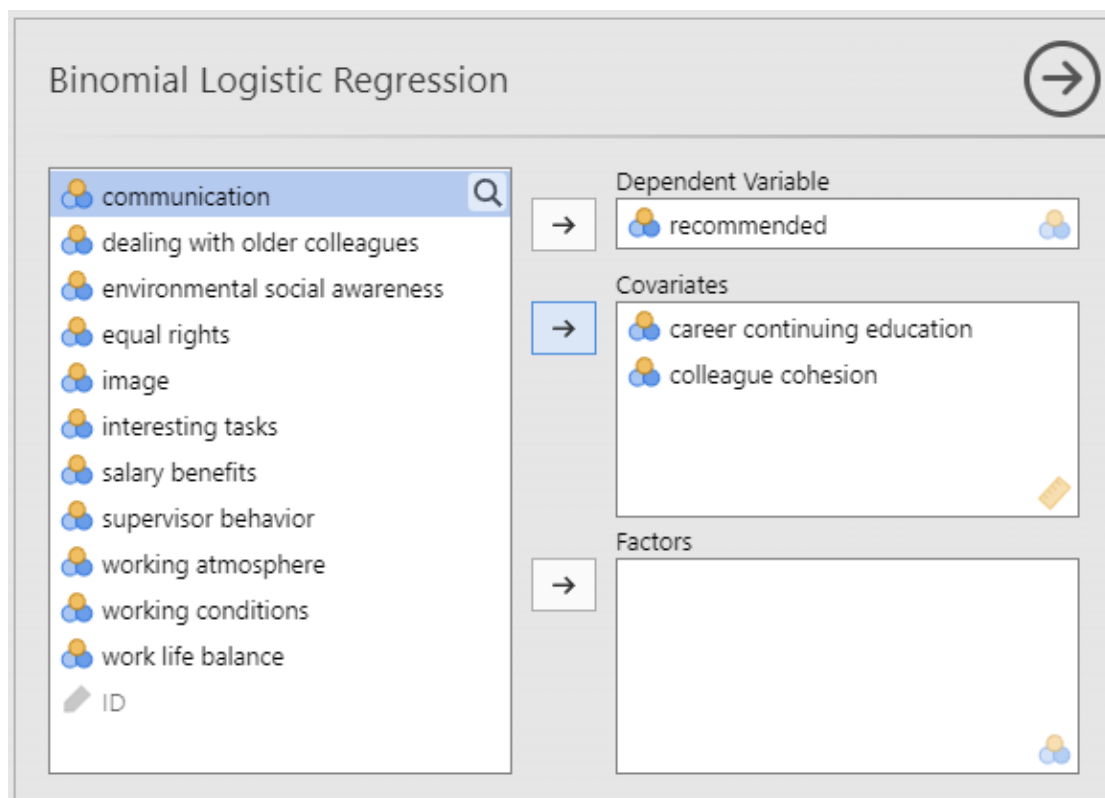 Binomial Logistic Regression
communication
dealing with older colleagues
environmental social awareness
equal rights
image
interesting tasks
salary benefits
supervisor behavior
working atmosphere
working conditions
work life balance
ID
Dependent Variable
recommended
Covariates
career continuing education
colleague cohesion
Factors